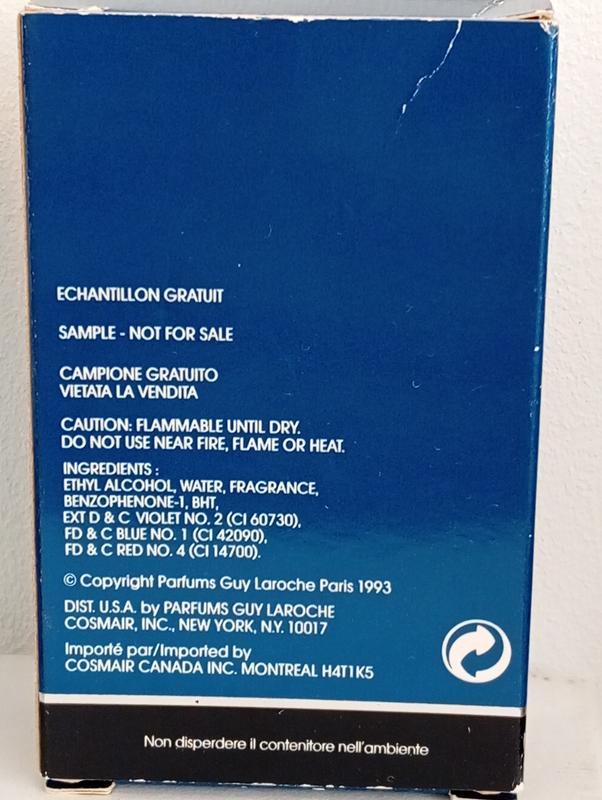 ECHANTILLON GRATUIT
SAMPLE - NOT FOR SALE
CAMPIONE GRATUITO
VIETATA LA VENDITA
CAUTION: FLAMMABLE UNTIL DRY.
DO NOT USE NEAR FIRE, FLAME OR HEAT.
INGREDIENTS :
ETHYL ALCOHOL, WATER, FRAGRANCE,
BENZOPHENONE-1, BHT,
EXT D & C VIOLET NO. 2 (CI 60730),
FD & C BLUE NO. 1 (CI 42090),
FD & C RED NO. 4 (CI 14700).
© Copyright Parfums Guy Laroche Paris 1993
DIST. U.S.A. by PARFUMS GUY LAROCHE
COSMAIR, INC., NEW YORK, N.Y. 10017
Importé par/Imported by
COSMAIR CANADA INC. MONTREAL H4T1K5
Non disperdere il contenitore nell'ambiente